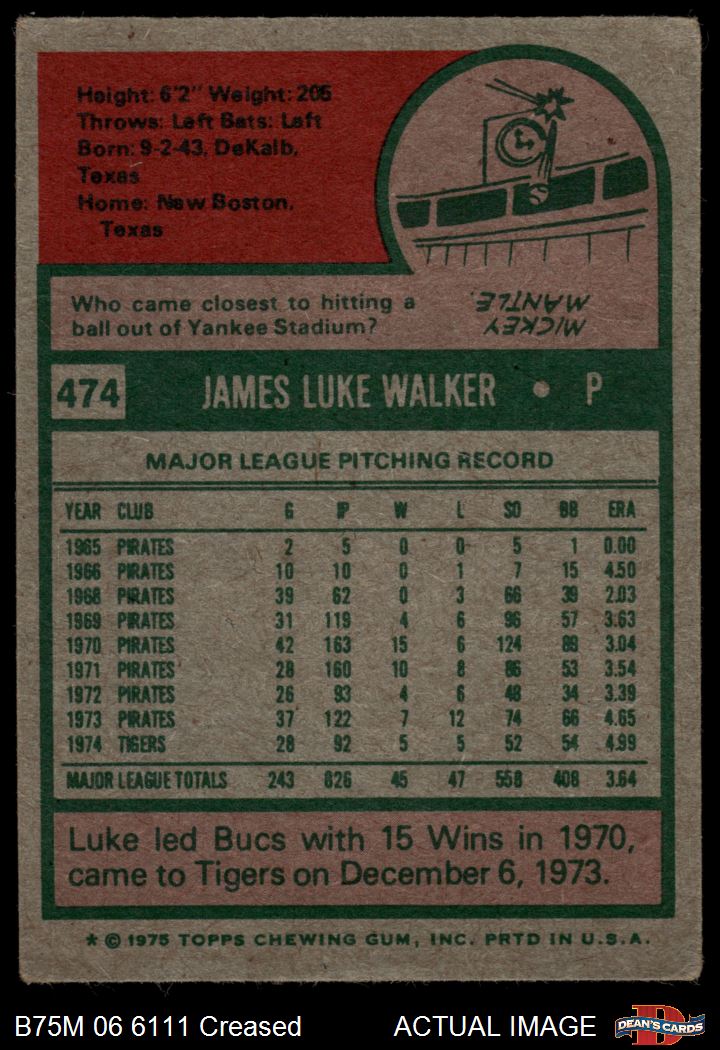 Height: 6'2" Weight: 205
Throws: Left Bats: Left
Born: 9-2-43, DeKalb,
Texas
Home: New Boston,
Texas
Who came closest to hitting a
ball out of Yankee Stadium?
MICKEY
MANTLE.
474 JAMES LUKE WALKER • P
MAJOR LEAGUE PITCHING RECORD
YEAR CLUB G IP W L SO BB ERA
1965 PIRATES 2 5 0 0 5 1 0.00
1966 PIRATES 10 10 0 1 7 15 4.50
1968 PIRATES 39 62 0 3 66 39 2.03
1969 PIRATES 31 119 4 6 96 57 3.63
1970 PIRATES 42 163 15 6 124 89 3.04
1971 PIRATES 28 160 10 8 86 53 3.54
1972 PIRATES 26 93 4 6 48 34 3.39
1973 PIRATES 37 122 7 12 74 66 4.65
1974 TIGERS 28 92 5 5 52 54 4.99
MAJOR LEAGUE TOTALS 243 826 45 47 558 408 3.64
Luke led Bucs with 15 Wins in 1970,
came to Tigers on December 6, 1973.
* © 1975 TOPPS CHEWING GUM, INC. PRTD IN U.S.A.
B75M 06 6111 Creased ACTUAL IMAGE DEAN'S CARDS